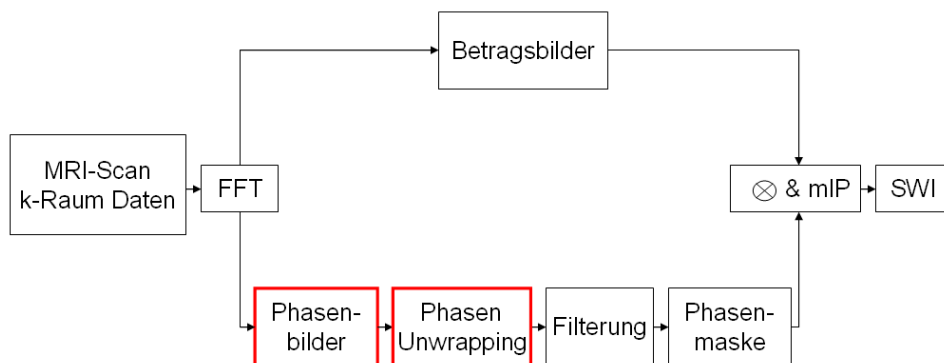 Betragsbilder
MRI-Scan
k-Raum Daten
FFT
⊗ & mIP
SWI
Phasen-
bilder
Phasen
Unwrapping
Filterung
Phasen-
maske